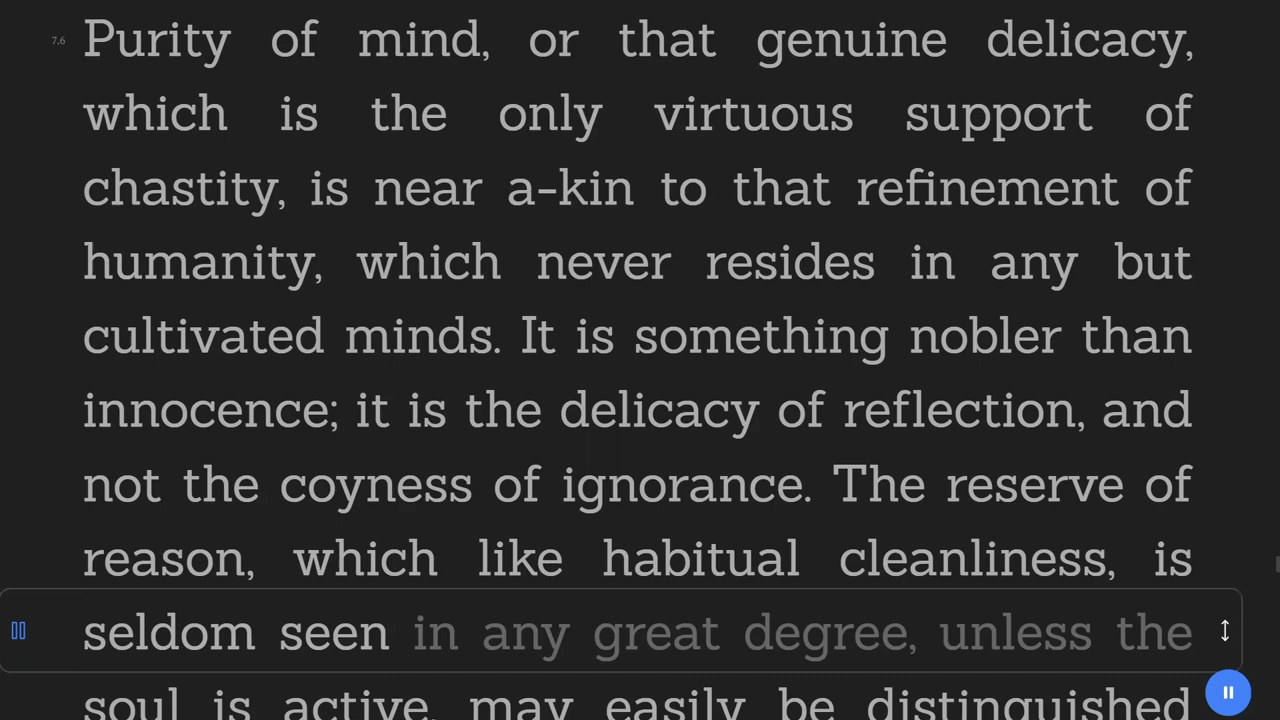 7.6 Purity of mind, or that genuine delicacy,
which is the only virtuous support of
chastity, is near a-kin to that refinement of
humanity, which never resides in any but
cultivated minds. It is something nobler than
innocence; it is the delicacy of reflection, and
not the coyness of ignorance. The reserve of
reason, which like habitual cleanliness, is
seldom seen in any great degree, unless the
soul is active, may easily be distinguished